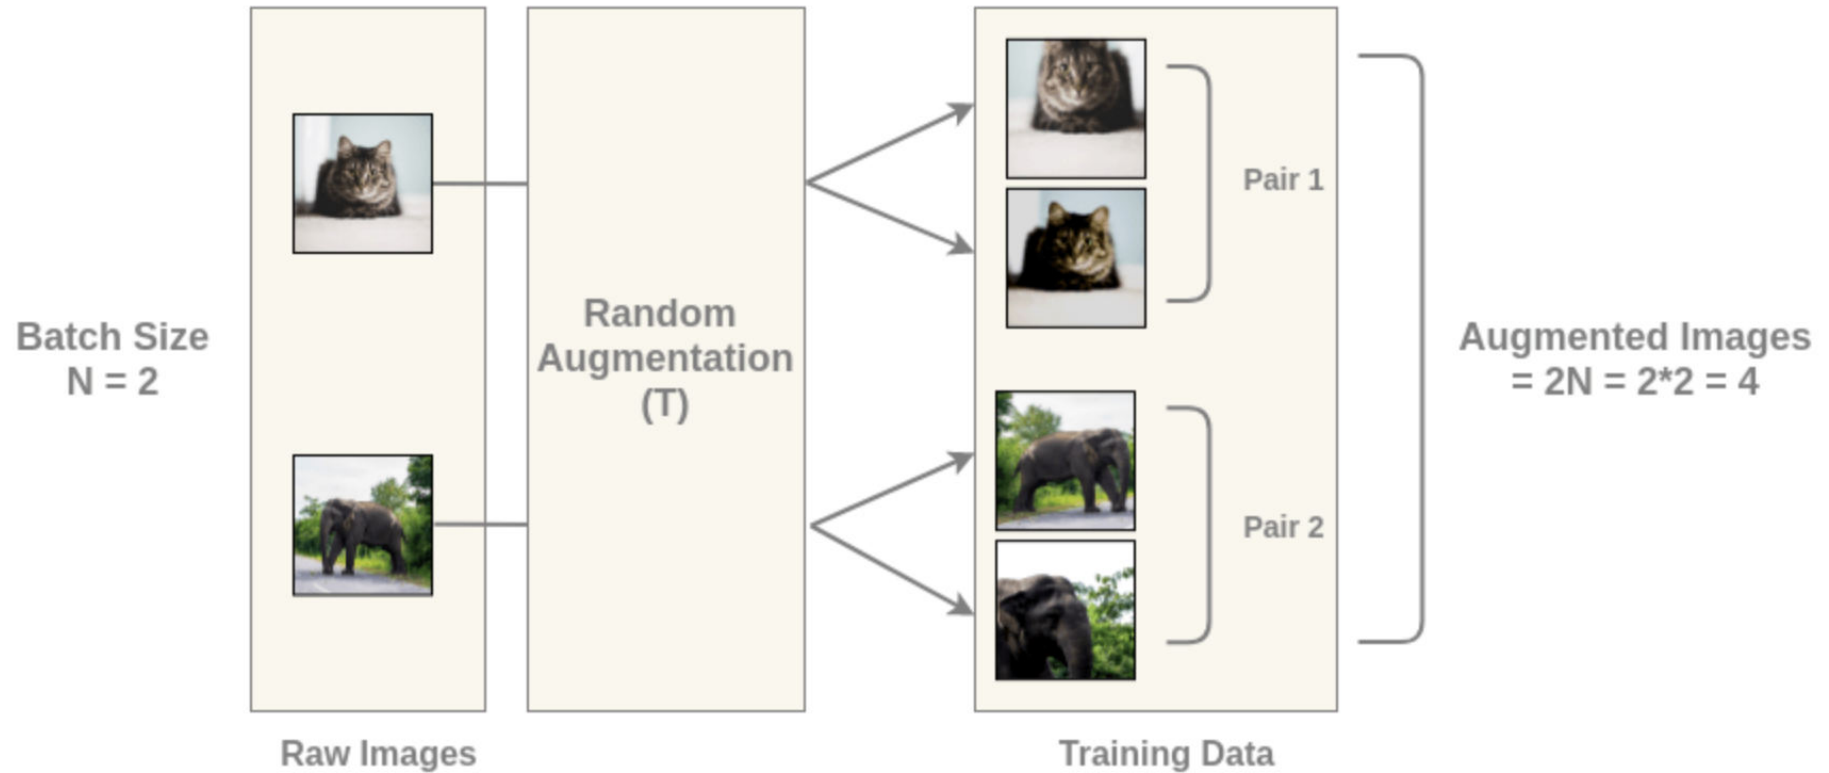 Batch Size
N = 2
Random
Augmentation
(T)
Pair 1
Pair 2
Augmented Images
= 2N = 2*2 = 4
Raw Images
Training Data